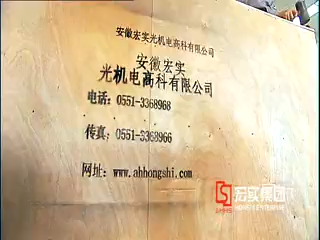 安徽宏实光机电高科有限公司
安徽宏实
光机电高科有限公司
电话：0551-3368968
传真：0551-3368966
网址：www.ahhongshi.com
宏实集团